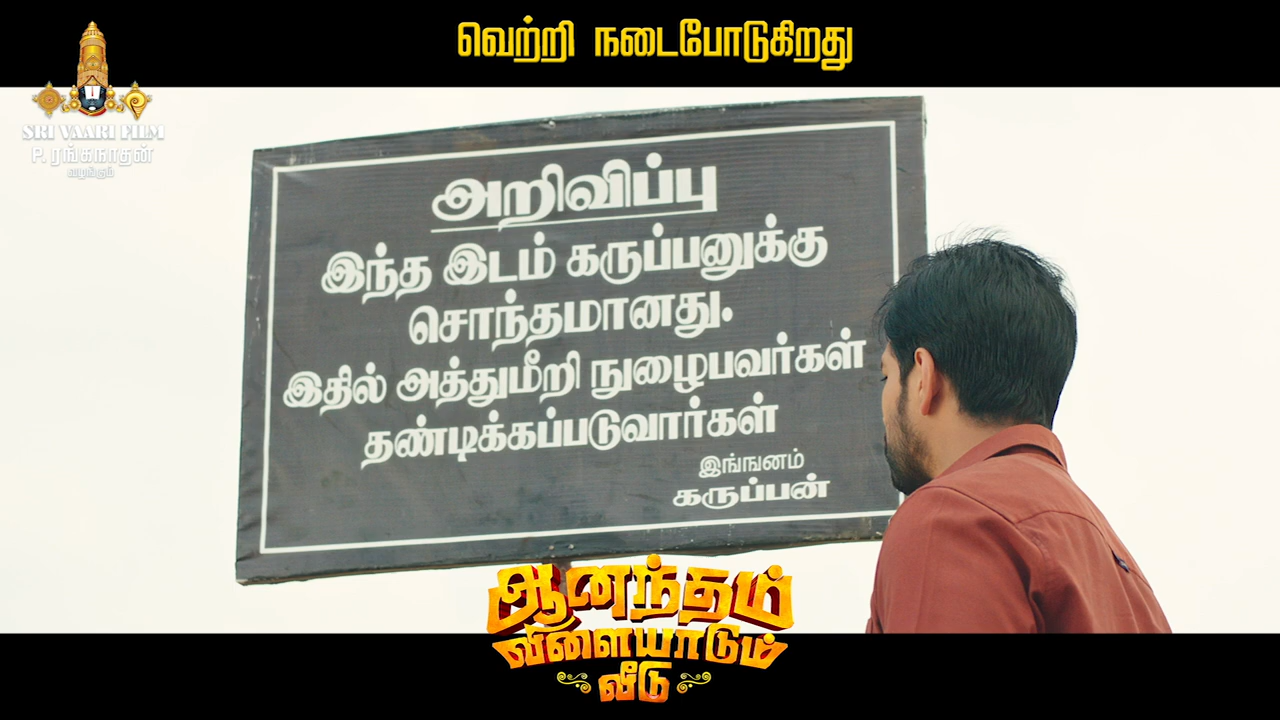 வெற்றி நடைபோடுகிறது
SRI VAARI FILM
P. ரங்கநாதன்
வழங்கும்
அறிவிப்பு
இந்த இடம் கருப்பனுக்கு
சொந்தமானது.
இதில் அத்துமீறி நுழைபவர்கள்
தண்டிக்கப்படுவார்கள்
இங்ஙனம்
கருப்பன்
ஆனந்தம்
விளையாடும்
வீடு